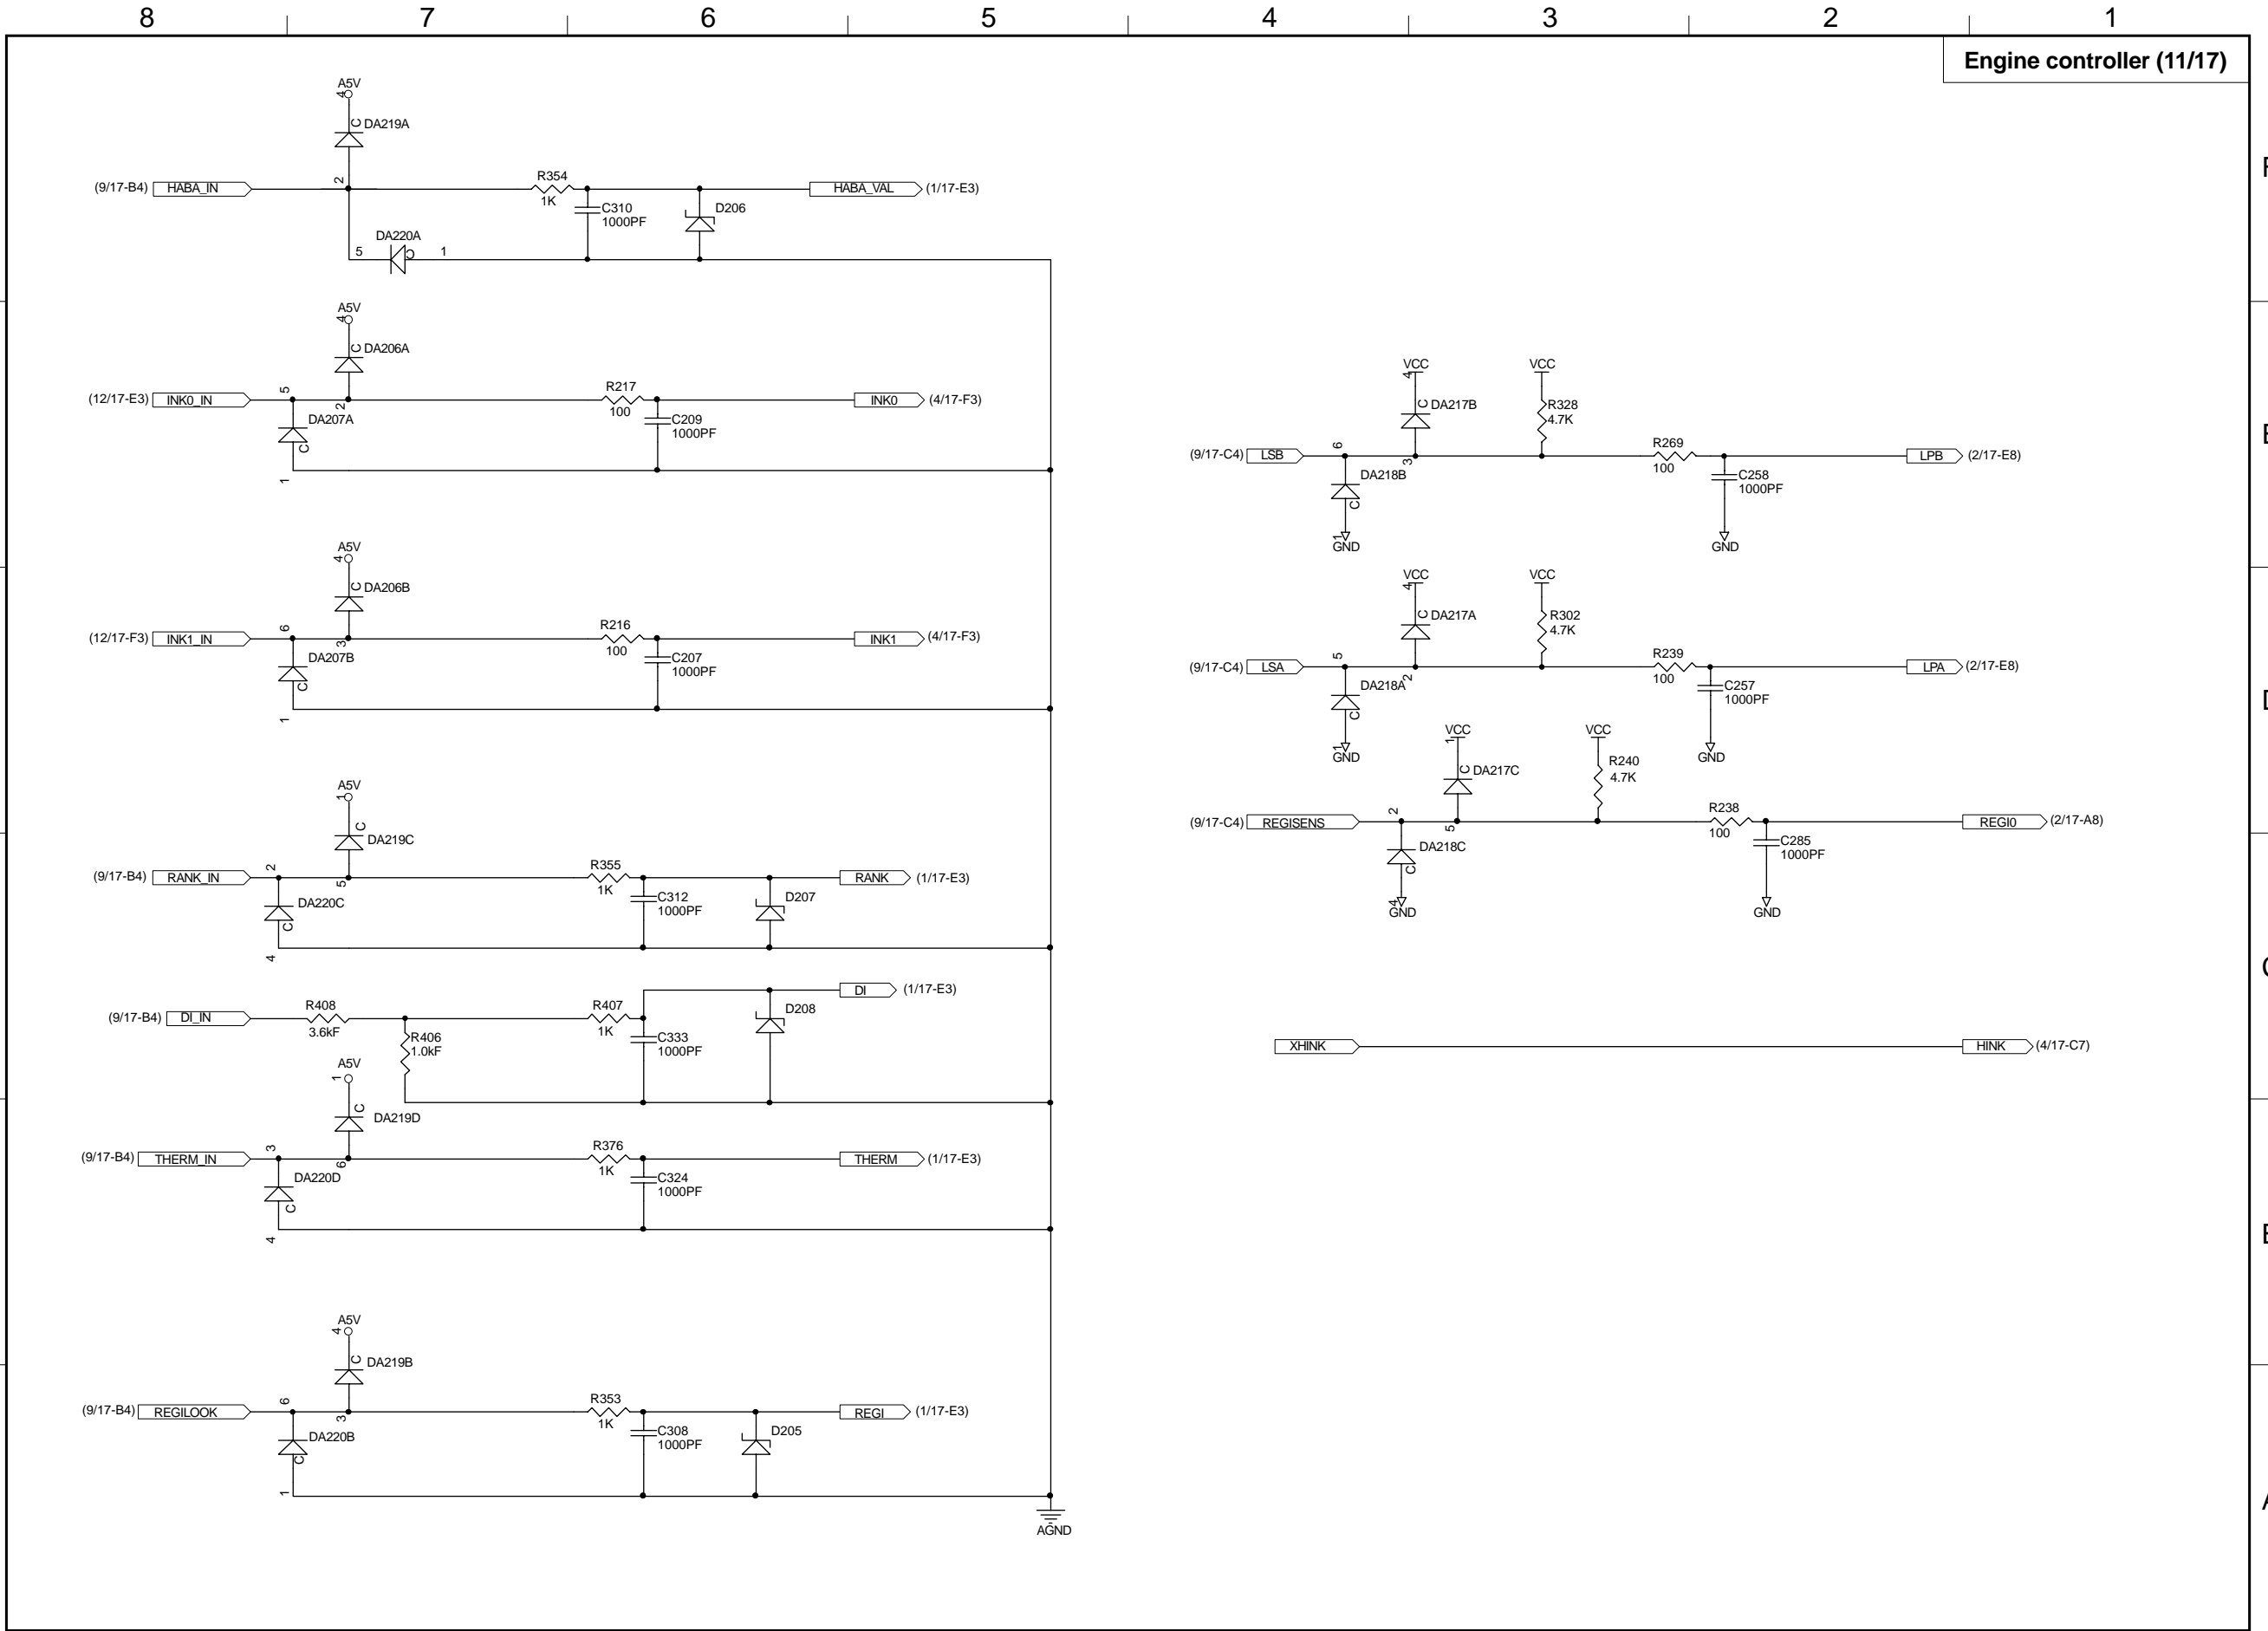 8 7 6 5 4 3 2 1
Engine controller (11/17)
A5V
4
C DA219A
(9/17-B4) HABA_IN
2
R354
1K
C310
1000PF
D206
HABA_VAL (1/17-E3)
DA220A
5 C 1
A5V
4
C DA206A
(12/17-E3) INK0_IN
5
2
DA207A
C
1
R217
100
C209
1000PF
INK0 (4/17-F3)
A5V
4
C DA206B
(12/17-F3) INK1_IN
6
3
DA207B
C
1
R216
100
C207
1000PF
INK1 (4/17-F3)
A5V
1
C
DA219C
(9/17-B4) RANK_IN
2
5
DA220C
C
4
R355
1K
C312
1000PF
D207
RANK (1/17-E3)
(9/17-B4) DI_IN
R408
3.6kF
R406
1.0kF
R407
1K
C333
1000PF
D208
DI (1/17-E3)
A5V
1
C
DA219D
(9/17-B4) THERM_IN
3
6
DA220D
C
4
R376
1K
C324
1000PF
THERM (1/17-E3)
A5V
4
C
DA219B
(9/17-B4) REGILOOK
6
3
DA220B
C
1
R353
1K
C308
1000PF
D205
REGI (1/17-E3)
AGND
VCC
4
C DA217B
VCC
R328
4.7K
(9/17-C4) LSB
6
3
DA218B
C
1
GND
R269
100
C258
1000PF
GND
LPB (2/17-E8)
VCC
4
C DA217A
VCC
R302
4.7K
(9/17-C4) LSA
5
2
DA218A
C
1
GND
R239
100
C257
1000PF
GND
LPA (2/17-E8)
VCC
1
C DA217C
VCC
R240
4.7K
(9/17-C4) REGISENS
2
5
DA218C
C
4
GND
R238
100
C285
1000PF
GND
REGI0 (2/17-A8)
XHINK
HINK (4/17-C7)